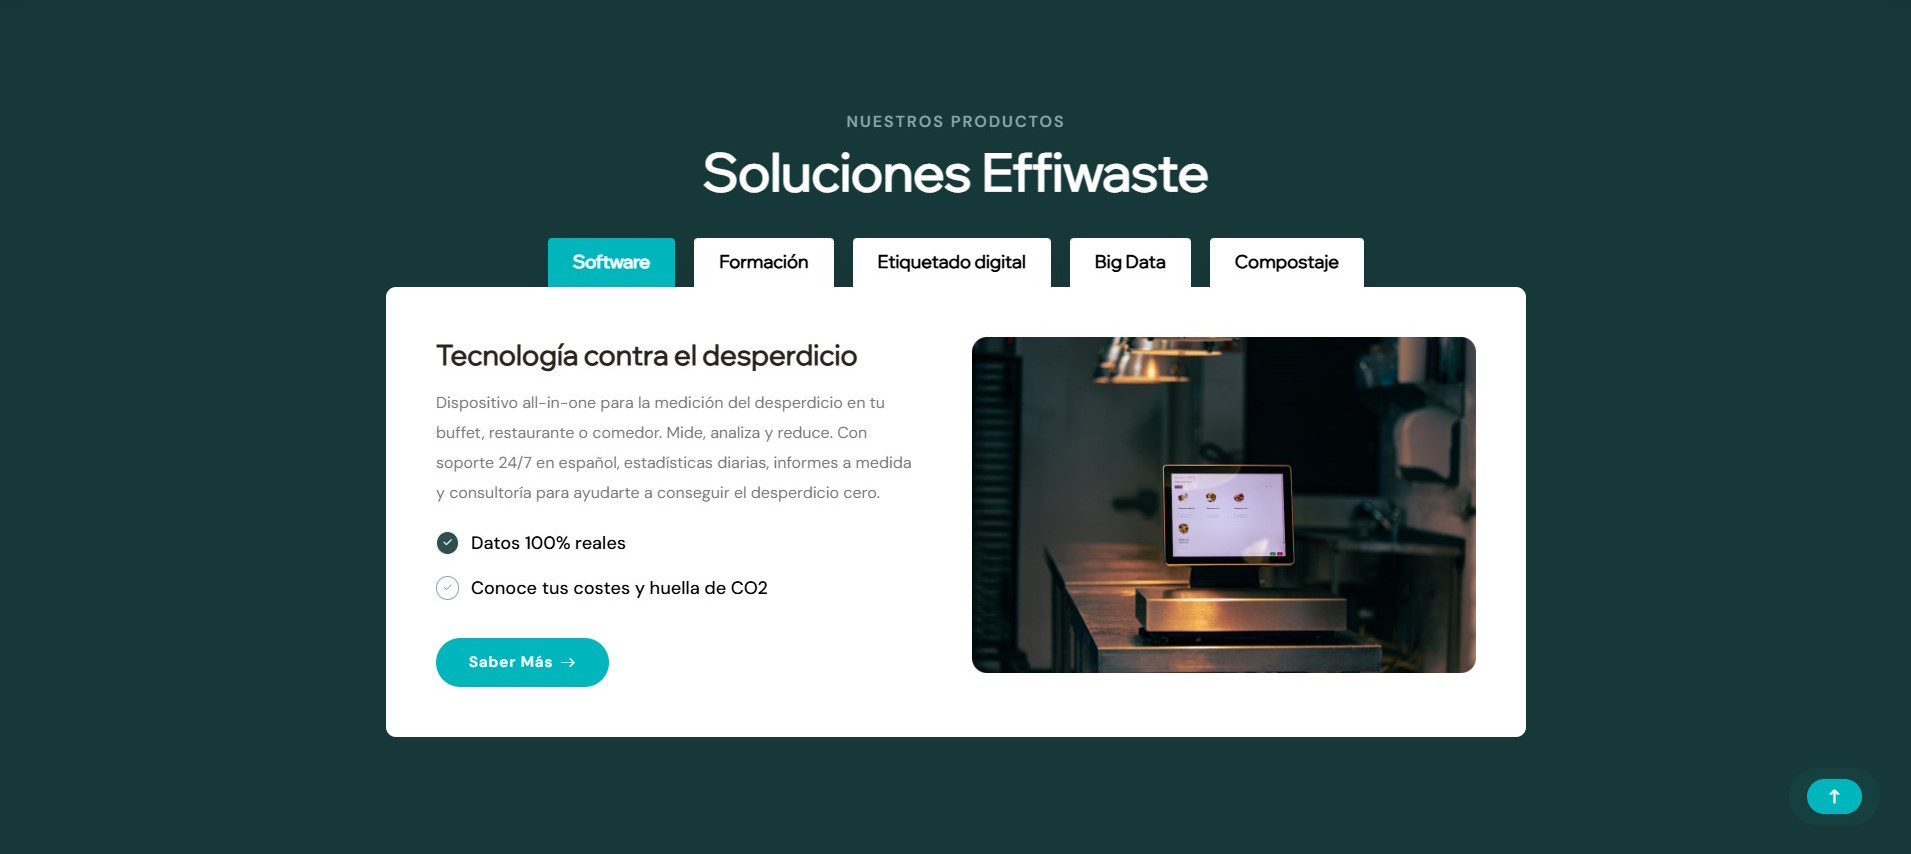 NUESTROS PRODUCTOS
Soluciones Effiwaste
Software
Formación
Etiquetado digital
Big Data
Compostaje
Tecnología contra el desperdicio
Dispositivo all-in-one para la medición del desperdicio en tu
buffet, restaurante o comedor. Mide, analiza y reduce. Con
soporte 24/7 en español, estadísticas diarias, informes a medida
y consultoría para ayudarte a conseguir el desperdicio cero.
Datos 100% reales
Conoce tus costes y huella de CO2
Saber Más →